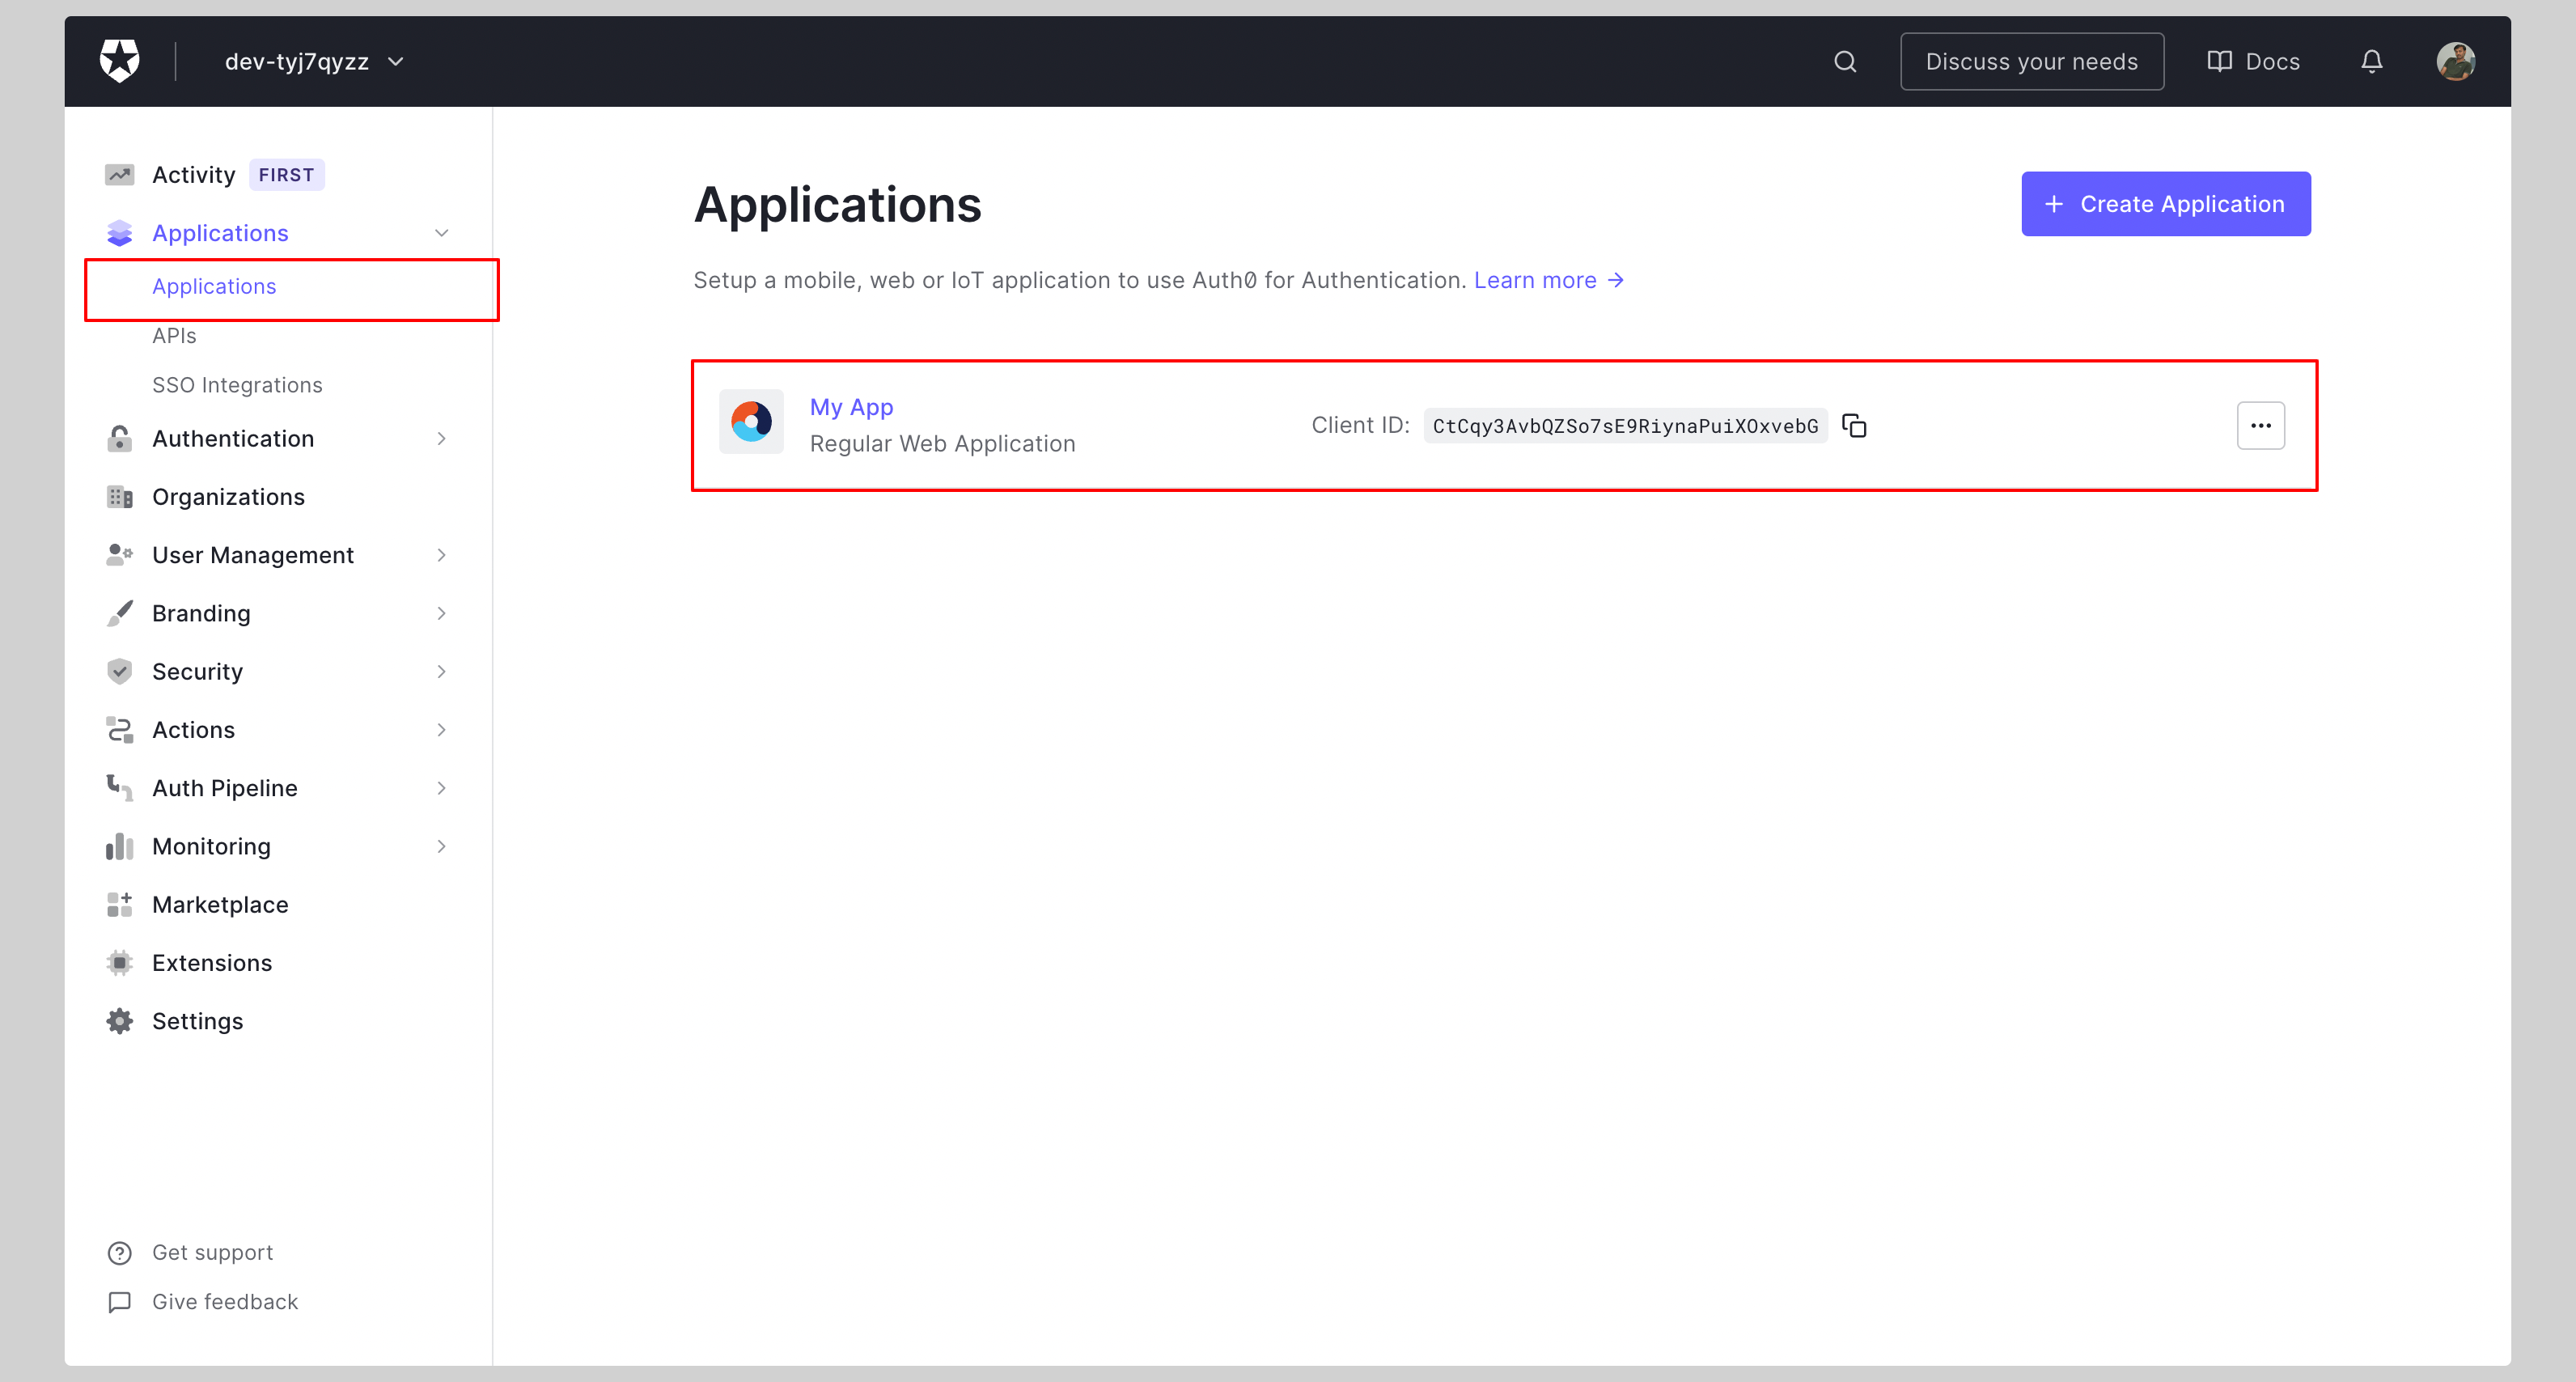 dev-tyj7qyzz
Discuss your needs
Docs
Activity FIRST
Applications
Applications
APIs
SSO Integrations
Authentication
Organizations
User Management
Branding
Security
Actions
Auth Pipeline
Monitoring
Marketplace
Extensions
Settings
Get support
Give feedback
Applications
+ Create Application
Setup a mobile, web or IoT application to use Auth0 for Authentication. Learn more →
My App
Regular Web Application
Client ID: CtCqy3AvbQZSo7sE9RiynaPuiXOxvebG